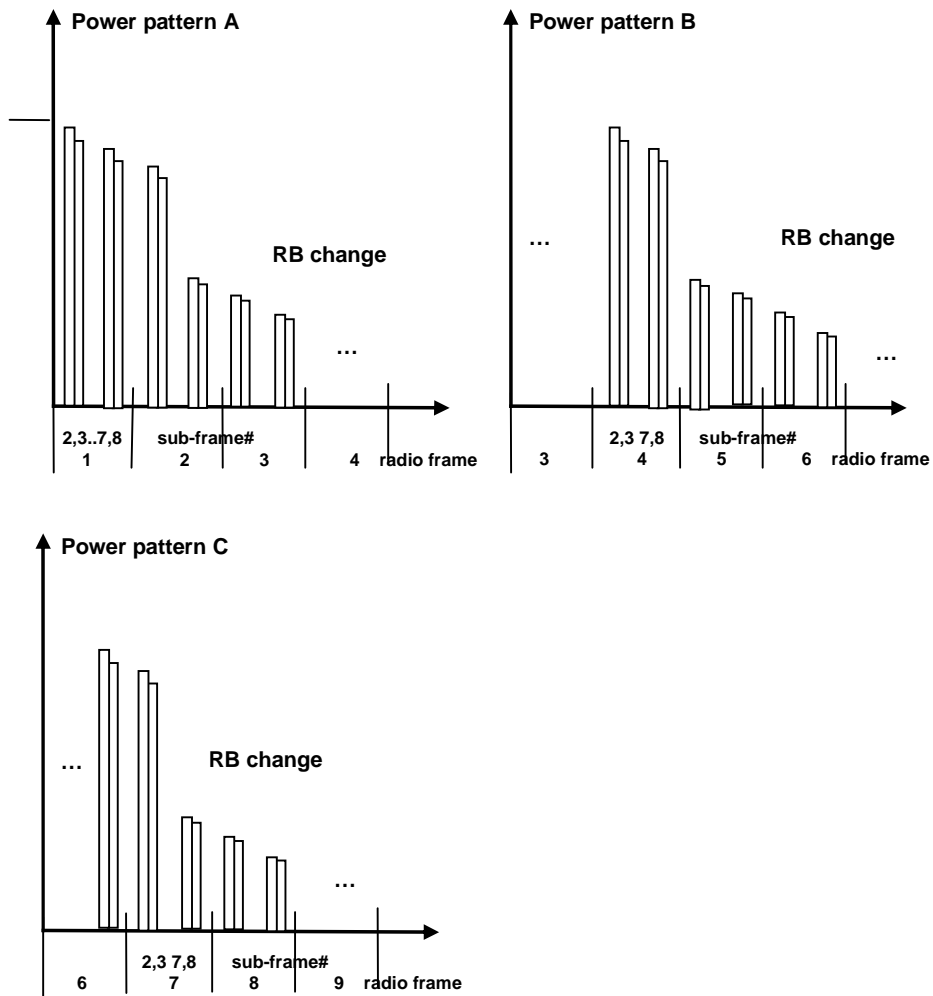 Power pattern A
RB change
...
2,3..7,8 sub-frame#
1 2 3 4 radio frame
Power pattern B
...
RB change
...
2,3 7,8 sub-frame#
3 4 5 6 radio frame
Power pattern C
...
RB change
...
2,3 7,8 sub-frame#
6 7 8 9 radio frame